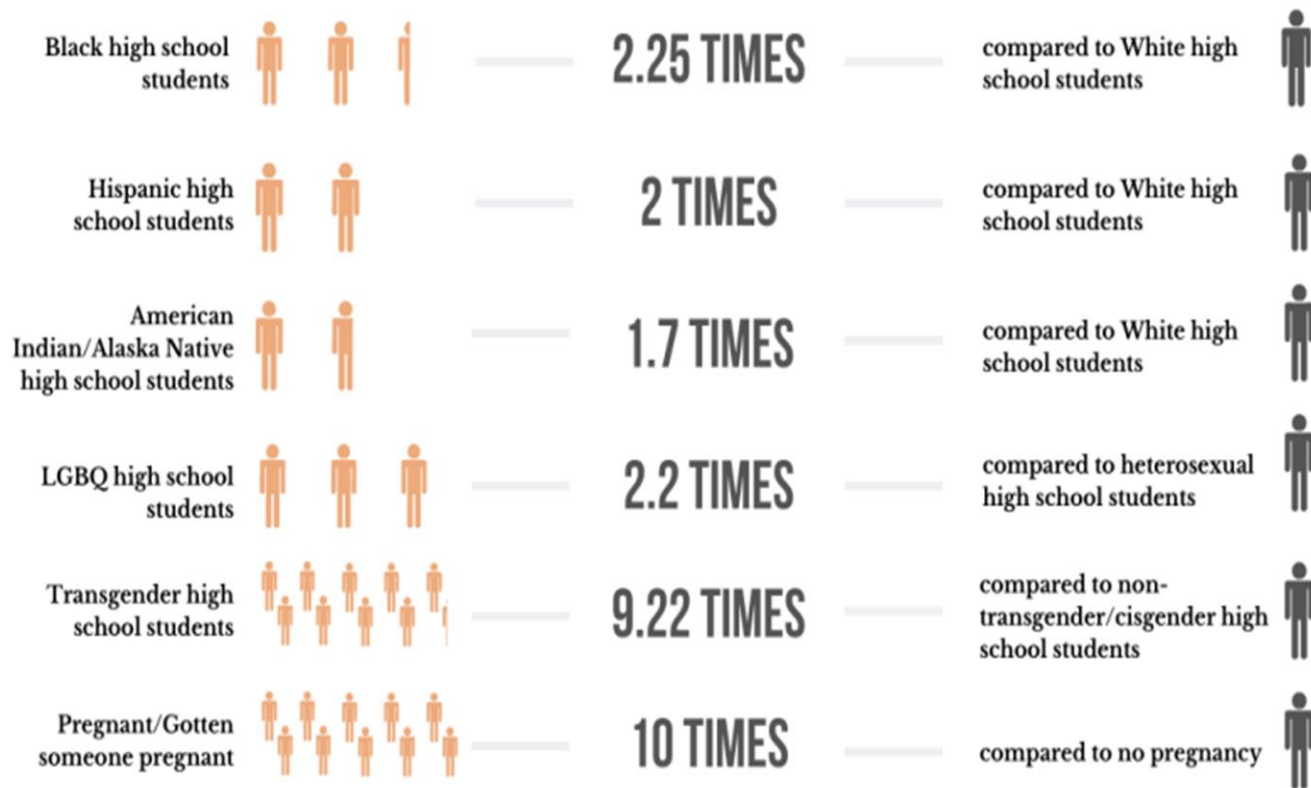 Black high school
students
2.25 TIMES
compared to White high
school students
Hispanic high
school students
2 TIMES
compared to White high
school students
American
Indian/Alaska Native
high school students
1.7 TIMES
compared to White high
school students
LGBQ high school
students
2.2 TIMES
compared to heterosexual
high school students
Transgender high
school students
9.22 TIMES
compared to non-
transgender/cisgender high
school students
Pregnant/Gotten
someone pregnant
10 TIMES
compared to no pregnancy